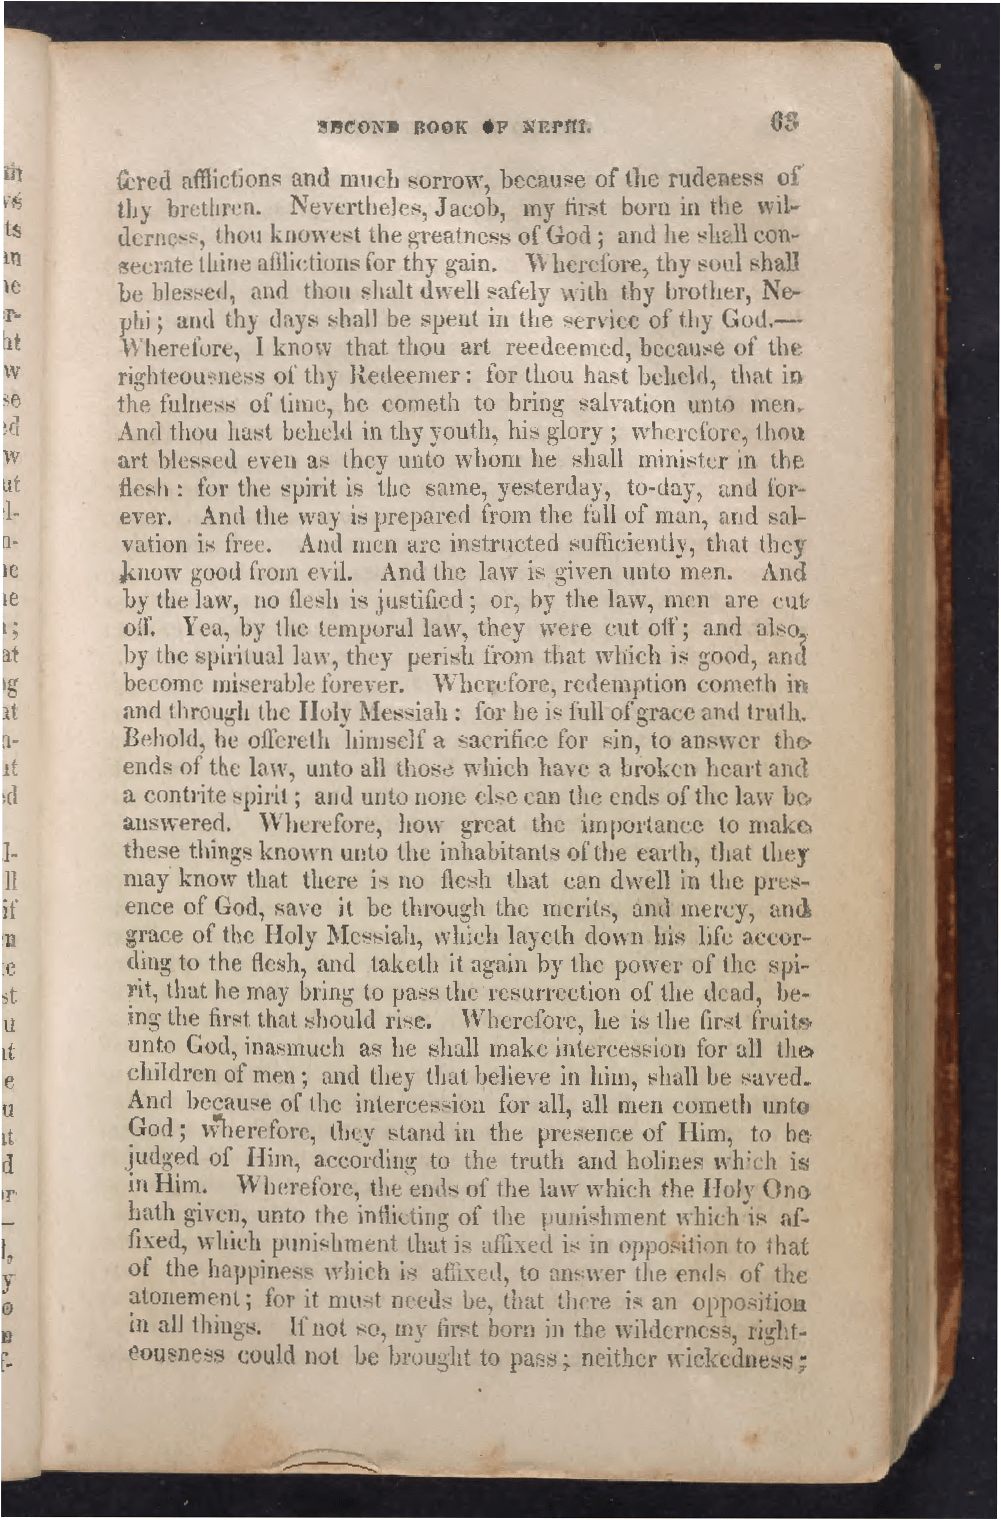 SECOND BOOK OF NEPHI. 63
fered afflictions and much sorrow, because of the rudeness of
thy brethren. Nevertheles, Jacob, my first born in the wil-
derness, thou knowest the greatness of God; and he shall con-
secrate thine afflictions for thy gain. Wherefore, thy soul shall
be blessed, and thou shalt dwell safely with thy brother, Ne-
phi; and thy days shall be spent in the service of thy God.—
Wherefore, I know that thou art reedeemed, because of the
righteousness of thy Redeemer: for thou hast beheld, that in
the fulness of time, he cometh to bring salvation unto men.
And thou hast beheld in thy youth, his glory; wherefore, thou
art blessed even as they unto whom he shall minister in the
flesh: for the spirit is the same, yesterday, to-day, and for-
ever. And the way is prepared from the fall of man, and sal-
vation is free. And men are instructed sufficiently, that they
know good from evil. And the law is given unto men. And
by the law, no flesh is justified; or, by the law, men are cut
off. Yea, by the temporal law, they were cut off; and also,
by the spiritual law, they perish from that which is good, and
become miserable forever. Wherefore, redemption cometh in
and through the Holy Messiah: for he is full of grace and truth.
Behold, he offereth himself a sacrifice for sin, to answer the
ends of the law, unto all those which have a broken heart and
a contrite spirit; and unto none else can the ends of the law be
answered. Wherefore, how great the importance to make
these things known unto the inhabitants of the earth, that they
may know that there is no flesh that can dwell in the pres-
ence of God, save it be through the merits, and mercy, and
grace of the Holy Messiah, which layeth down his life accor-
ding to the flesh, and taketh it again by the power of the spi-
rit, that he may bring to pass the resurrection of the dead, be-
ing the first that should rise. Wherefore, he is the first fruits
unto God, inasmuch as he shall make intercession for all the
children of men; and they that believe in him, shall be saved.
And because of the intercession for all, all men cometh unto
God; wherefore, they stand in the presence of Him, to be
judged of Him, according to the truth and holines which is
in Him. Wherefore, the ends of the law which the Holy One
hath given, unto the inflicting of the punishment which is af-
fixed, which punishment that is affixed is in opposition to that
of the happiness which is affixed, to answer the ends of the
atonement; for it must needs be, that there is an opposition
in all things. If not so, my first born in the wilderness, right-
eousness could not be brought to pass; neither wickedness;